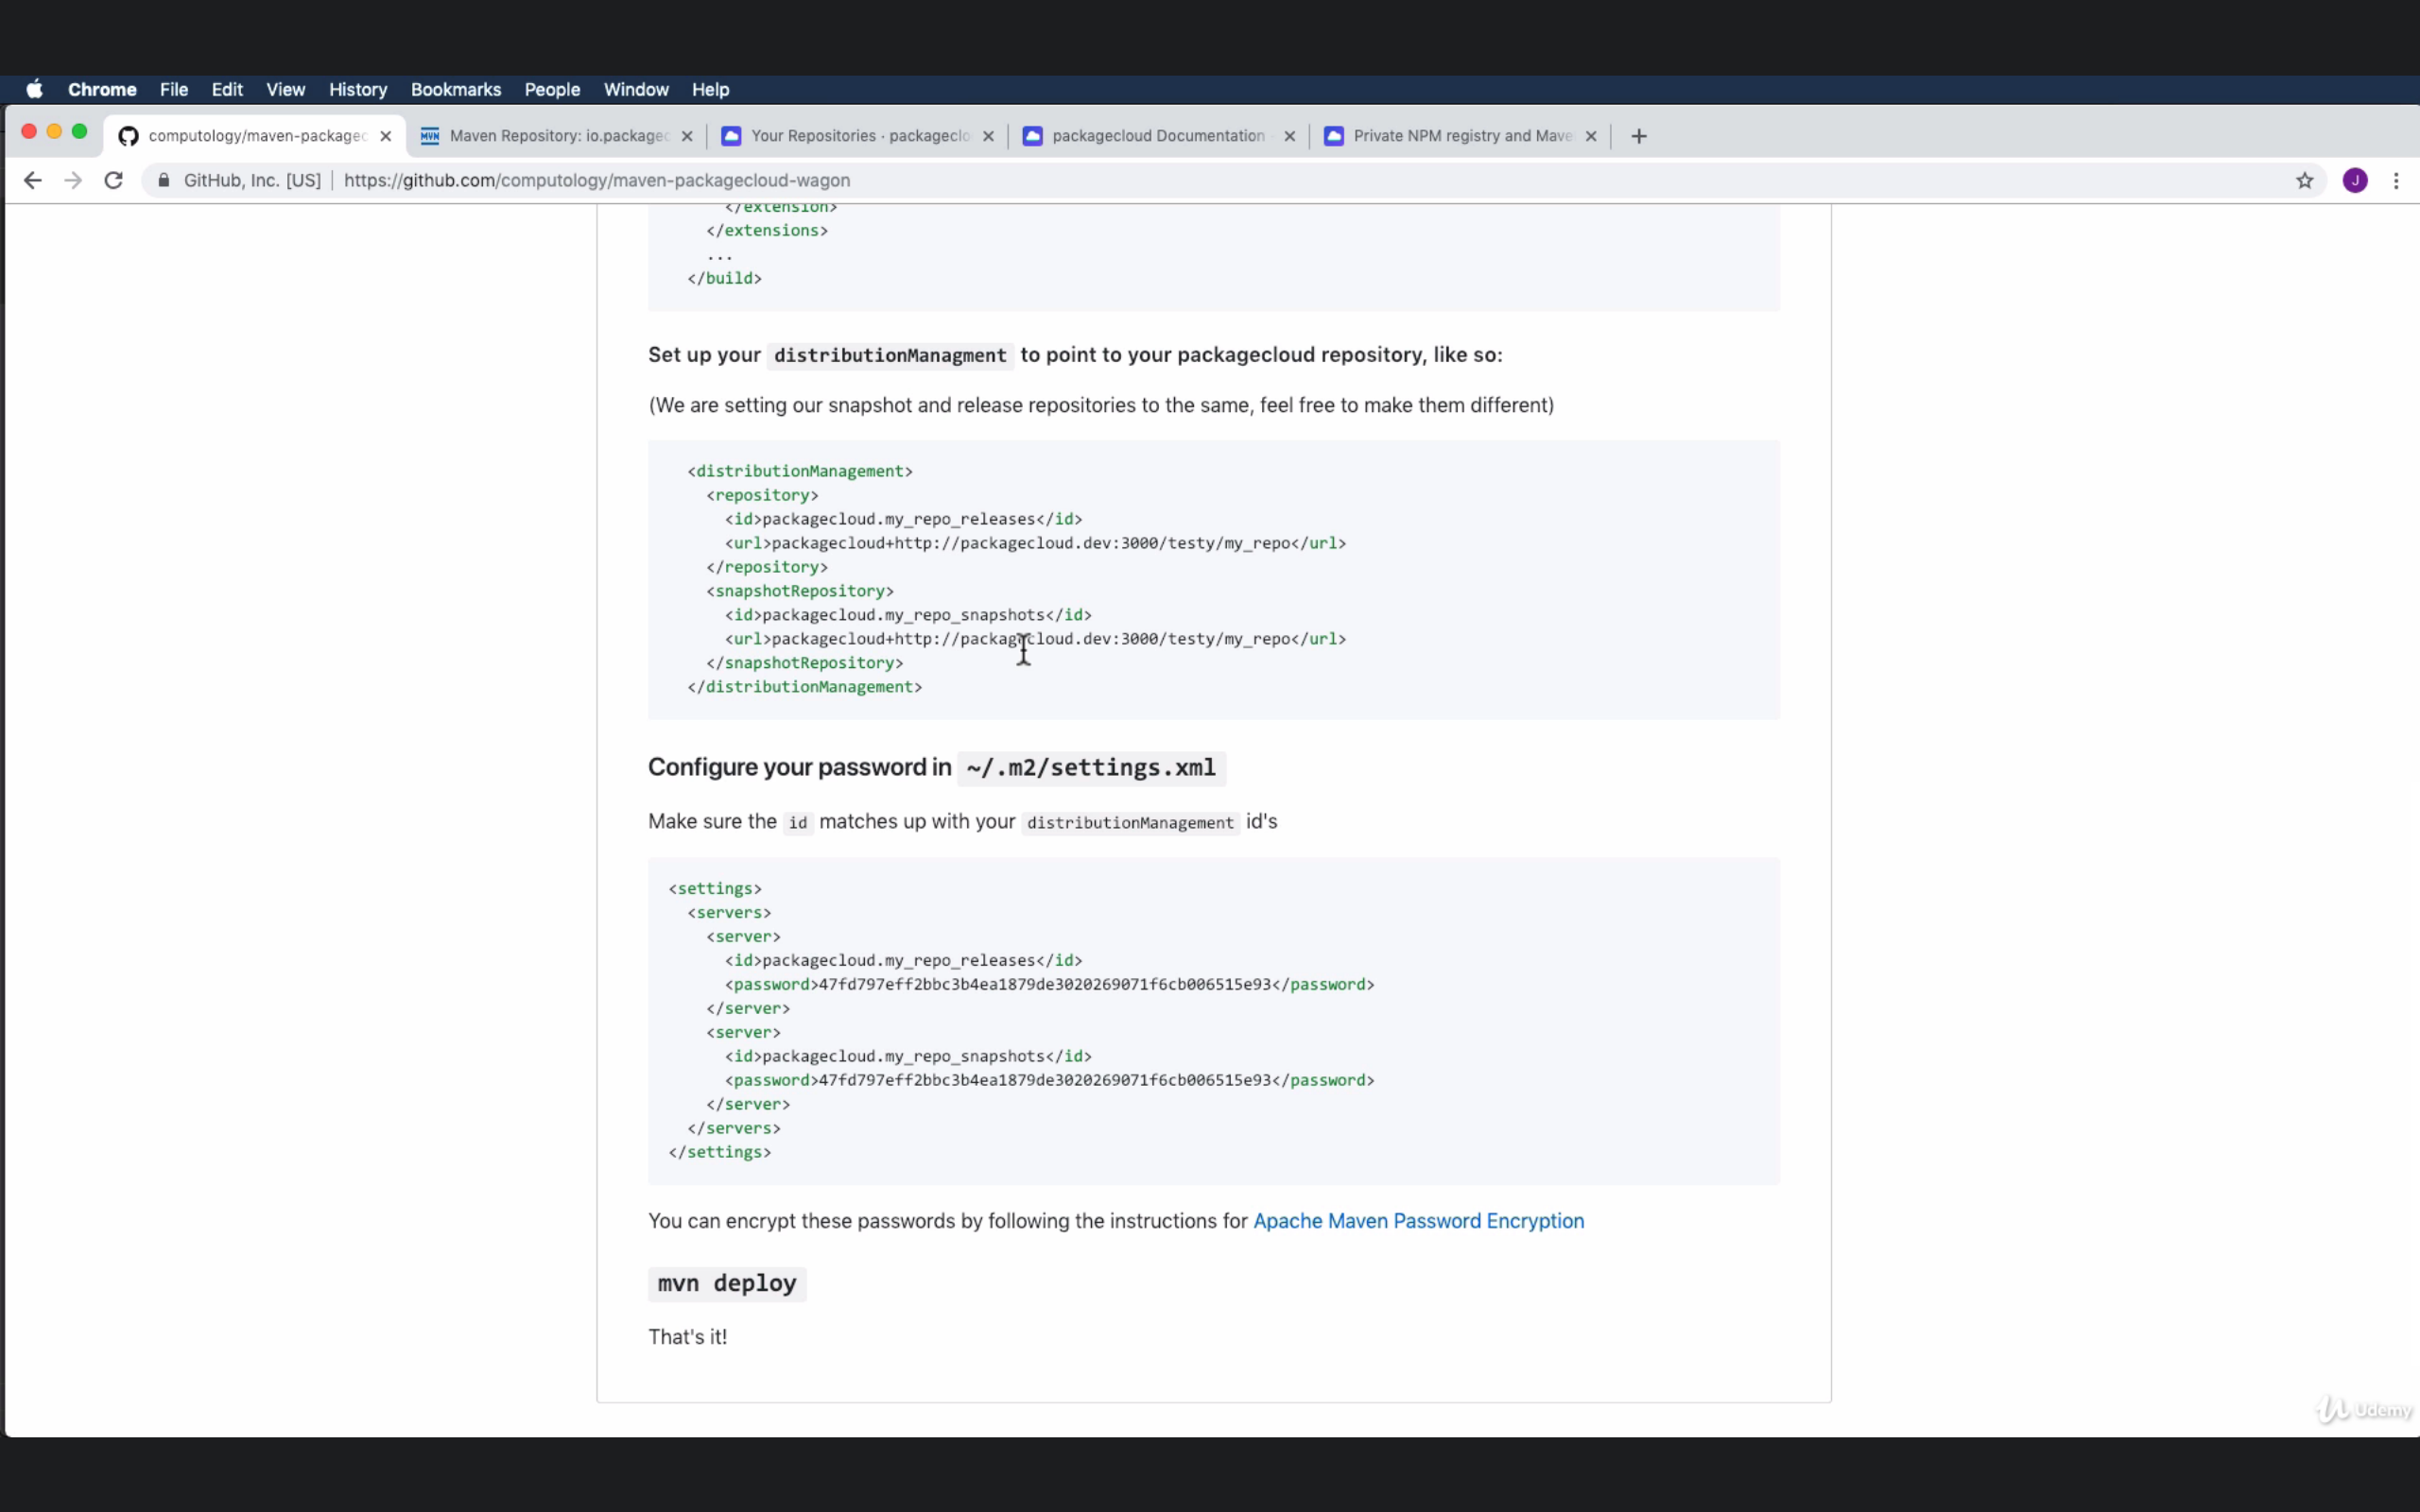 Chrome File Edit View History Bookmarks People Window Help
computology/maven-packagec Maven Repository: io.packagec Your Repositories · packageclo packagecloud Documentation Private NPM registry and Mave
GitHub, Inc. [US] https://github.com/computology/maven-packagecloud-wagon J
</extension>
</extensions>
...
</build>
Set up your distributionManagment to point to your packagecloud repository, like so:
(We are setting our snapshot and release repositories to the same, feel free to make them different)
<distributionManagement>
<repository>
<id>packagecloud.my_repo_releases</id>
<url>packagecloud+http://packagecloud.dev:3000/testy/my_repo</url>
</repository>
<snapshotRepository>
<id>packagecloud.my_repo_snapshots</id>
<url>packagecloud+http://packagecloud.dev:3000/testy/my_repo</url>
</snapshotRepository>
</distributionManagement>
Configure your password in ~/.m2/settings.xml
Make sure the id matches up with your distributionManagement id's
<settings>
<servers>
<server>
<id>packagecloud.my_repo_releases</id>
<password>47fd797eff2bbc3b4ea1879de3020269071f6cb006515e93</password>
</server>
<server>
<id>packagecloud.my_repo_snapshots</id>
<password>47fd797eff2bbc3b4ea1879de3020269071f6cb006515e93</password>
</server>
</servers>
</settings>
You can encrypt these passwords by following the instructions for Apache Maven Password Encryption
mvn deploy
That's it!
Udemy